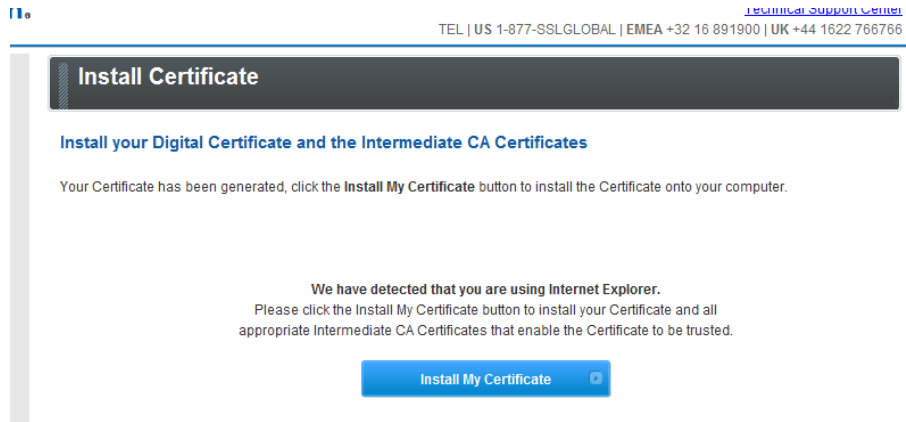 Technical Support Center
TEL | US 1-877-SSLGLOBAL | EMEA +32 16 891900 | UK +44 1622 766766
Install Certificate
Install your Digital Certificate and the Intermediate CA Certificates
Your Certificate has been generated, click the Install My Certificate button to install the Certificate onto your computer.
We have detected that you are using Internet Explorer.
Please click the Install My Certificate button to install your Certificate and all
appropriate Intermediate CA Certificates that enable the Certificate to be trusted.
Install My Certificate